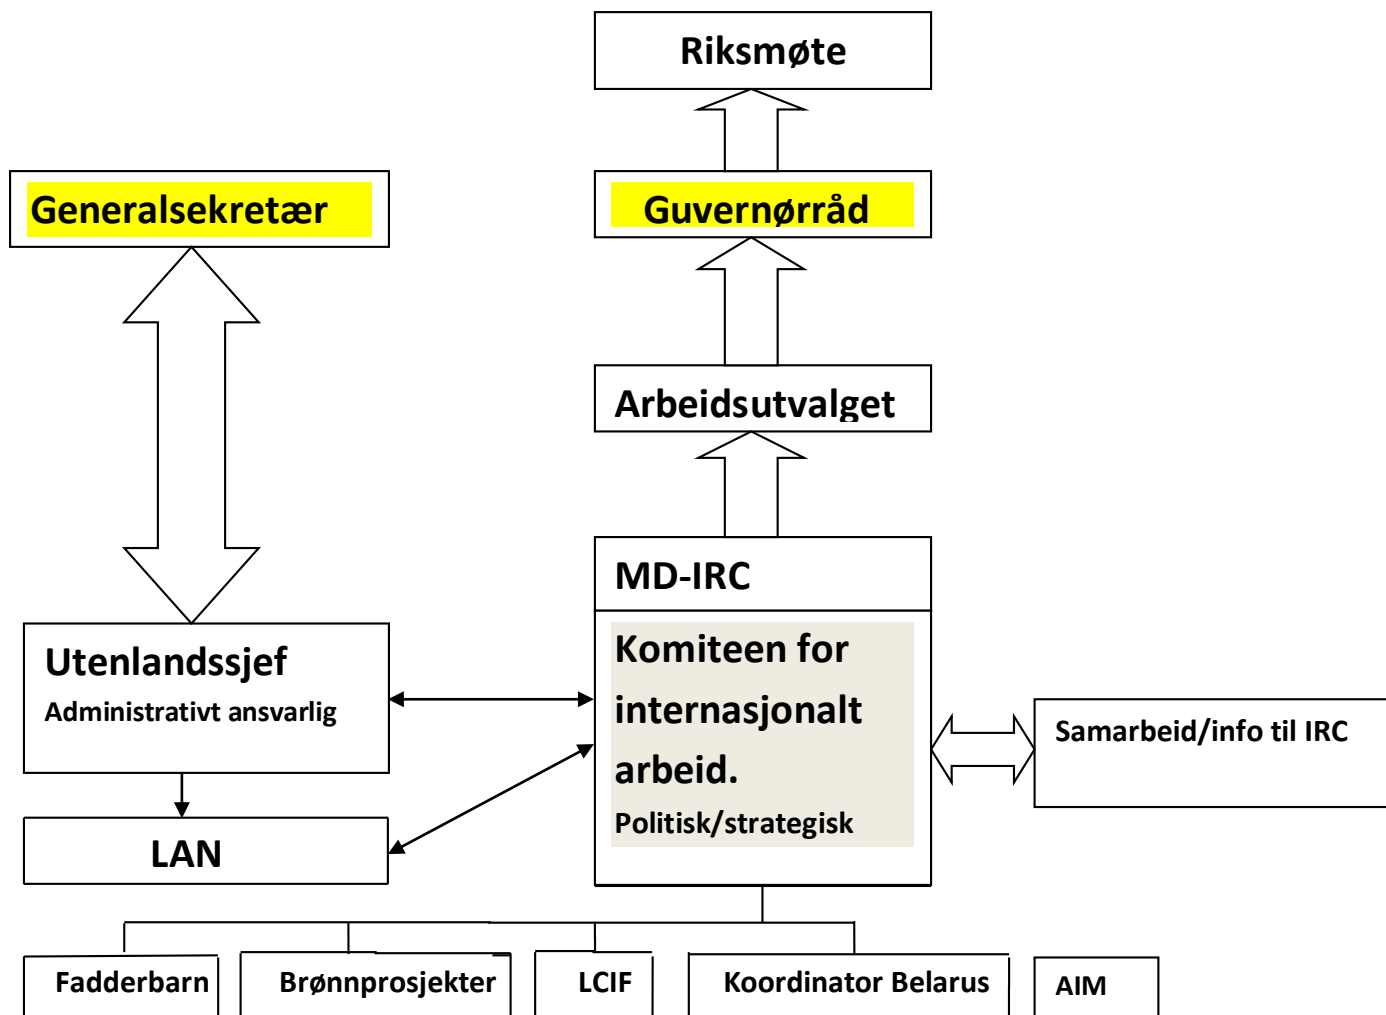 Riksmøte
Generalsekretær
Guvernørråd
Arbeidsutvalget
MD-IRC
Komiteen for
internasjonalt
arbeid.
Politisk/strategisk
Utenlandssjef
Administrativt ansvarlig
Samarbeid/info til IRC
LAN
Fadderbarn
Brønnprosjekter
LCIF
Koordinator Belarus
AIM